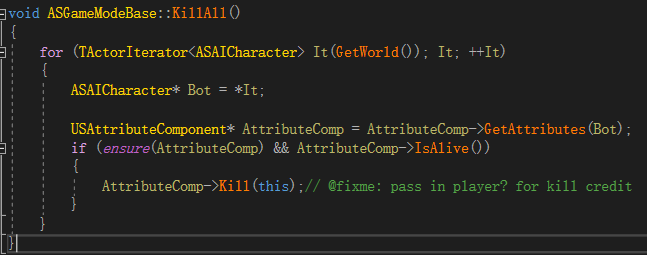 void ASGameModeBase::KillAll()
{
for (TActorIterator<ASAICharacter> It(GetWorld()); It; ++It)
{
ASAICharacter* Bot = *It;
USAttributeComponent* AttributeComp = AttributeComp->GetAttributes(Bot);
if (ensure(AttributeComp) && AttributeComp->IsAlive())
{
AttributeComp->Kill(this);// @fixme: pass in player? for kill credit
}
}
}